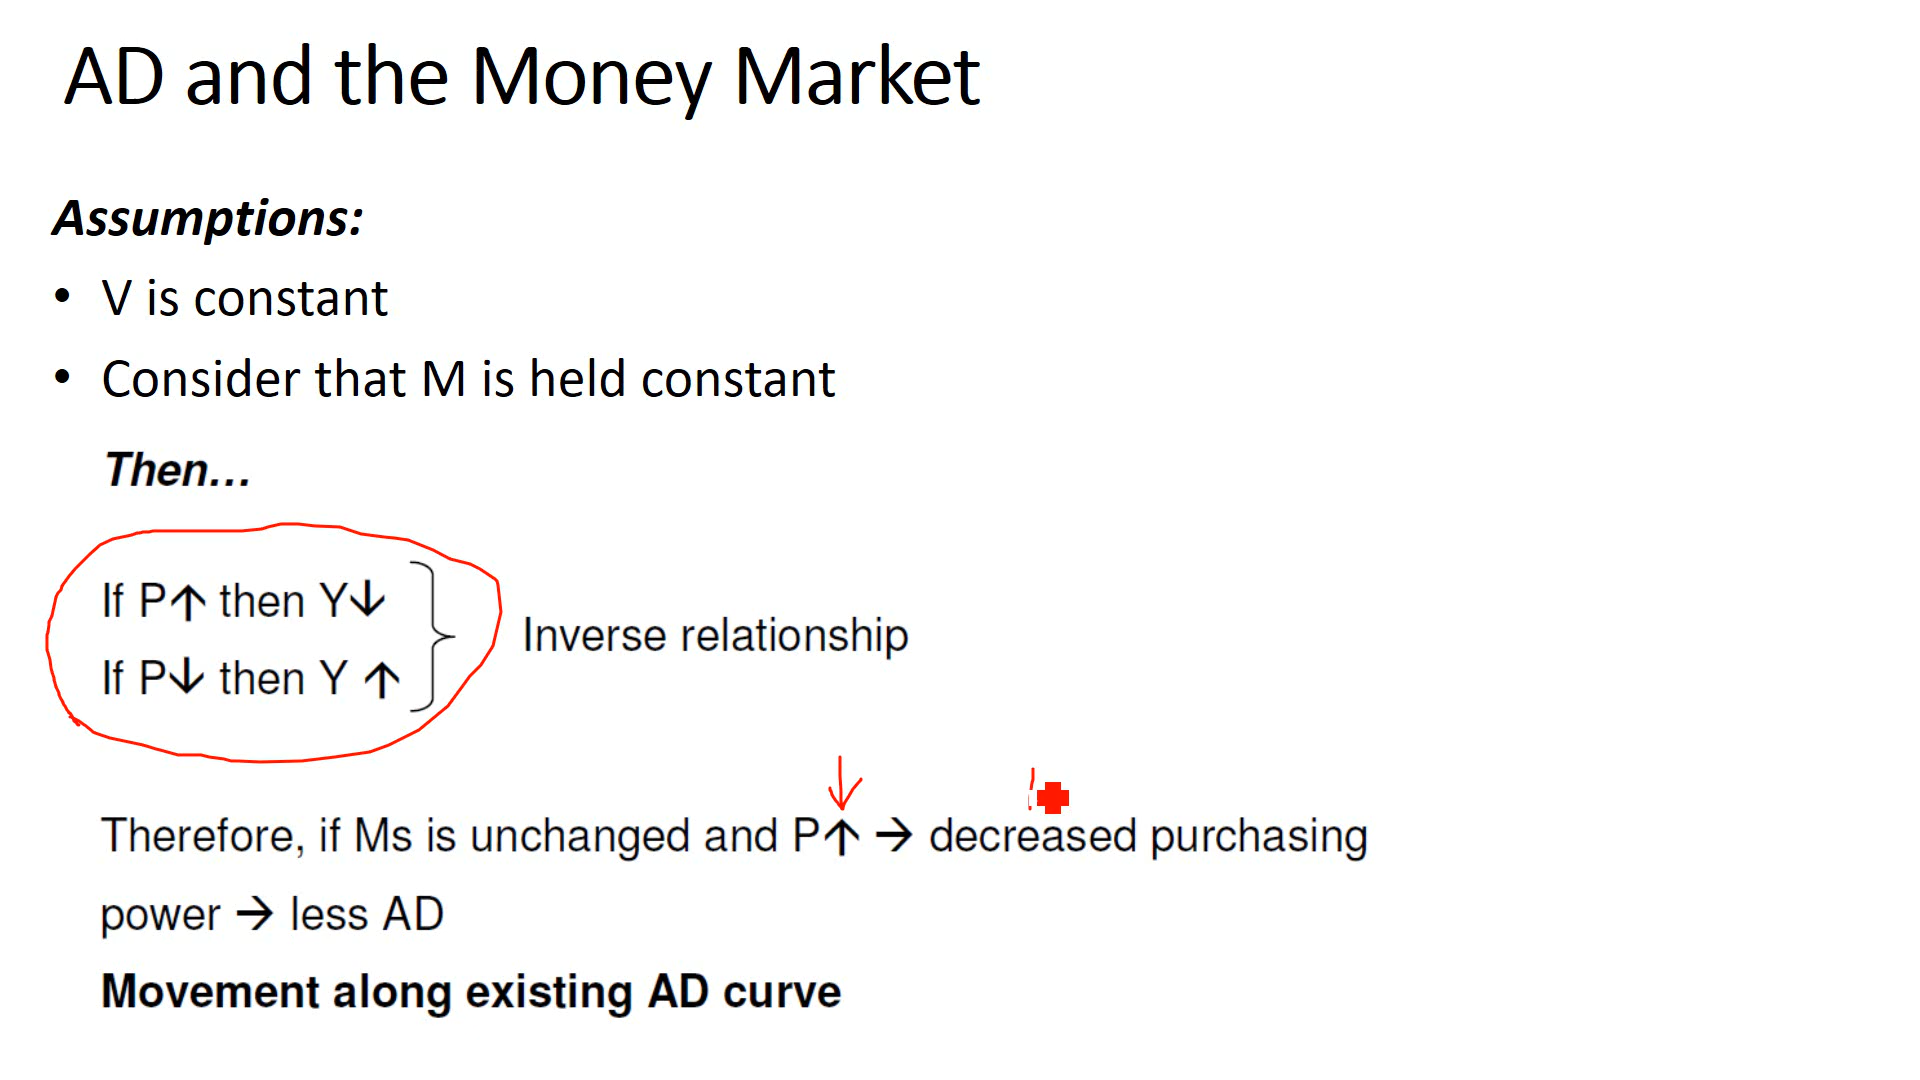 AD and the Money Market
Assumptions:
• V is constant
• Consider that M is held constant
Then...
If P↑ then Y↓
If P↓ then Y ↑
Inverse relationship
Therefore, if Ms is unchanged and P↑ → decreased purchasing
power → less AD
Movement along existing AD curve